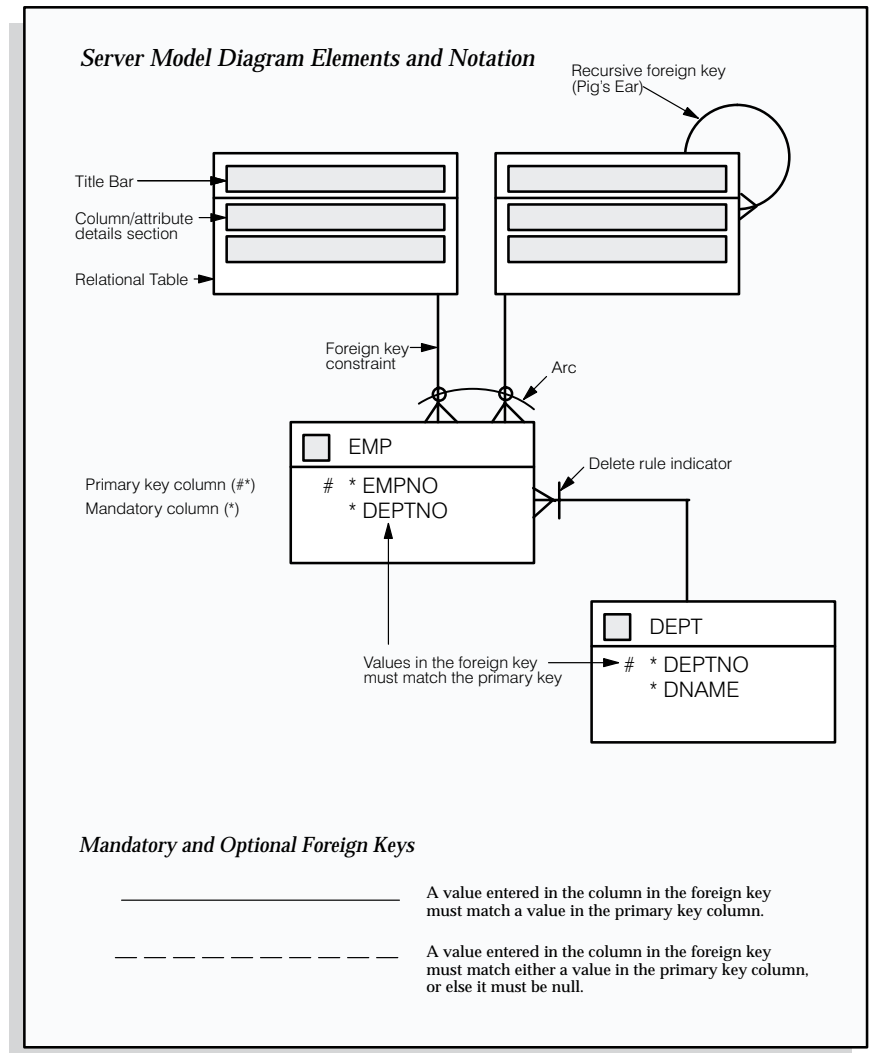 Server Model Diagram Elements and Notation
Recursive foreign key
(Pig's Ear)
Title Bar
Column/attribute
details section
Relational Table
Foreign key
constraint
Arc
EMP
Delete rule indicator
Primary key column (#*)
# * EMPNO
Mandatory column (*)
* DEPTNO
DEPT
Values in the foreign key
must match the primary key
# * DEPTNO
* DNAME
Mandatory and Optional Foreign Keys
A value entered in the column in the foreign key
must match a value in the primary key column.
A value entered in the column in the foreign key
must match either a value in the primary key column,
or else it must be null.